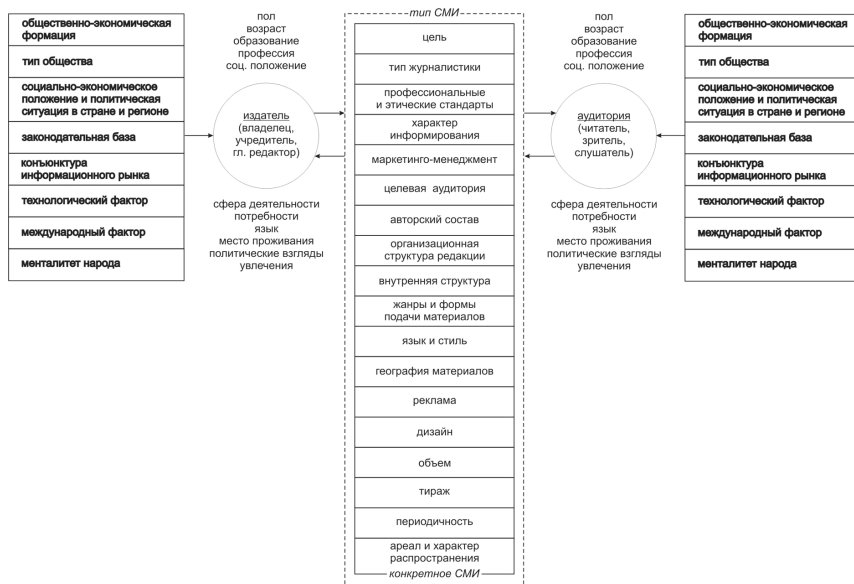 общественно-экономическая
формация
тип общества
социально-экономическое
положение и политическая
ситуация в стране и регионе
законодательная база
конъюнктура
информационного рынка
технологический фактор
международный фактор
менталитет народа
пол
возраст
образование
профессия
соц. положение
издатель
(владелец,
учредитель,
гл. редактор)
сфера деятельности
потребности
язык
место проживания
политические взгляды
увлечения
тип СМИ
цель
тип журналистики
профессиональные
и этические стандарты
характер
информирования
маркетинго-менеджмент
целевая аудитория
авторский состав
организационная
структура редакции
внутренняя структура
жанры и формы
подачи материалов
язык и стиль
география материалов
реклама
дизайн
объем
тираж
периодичность
ареал и характер
распространения
конкретное СМИ
пол
возраст
образование
профессия
соц. положение
аудитория
(читатель,
зритель,
слушатель)
сфера деятельности
потребности
язык
место проживания
политические взгляды
увлечения
общественно-экономическая
формация
тип общества
социально-экономическое
положение и политическая
ситуация в стране и регионе
законодательная база
конъюнктура
информационного рынка
технологический фактор
международный фактор
менталитет народа